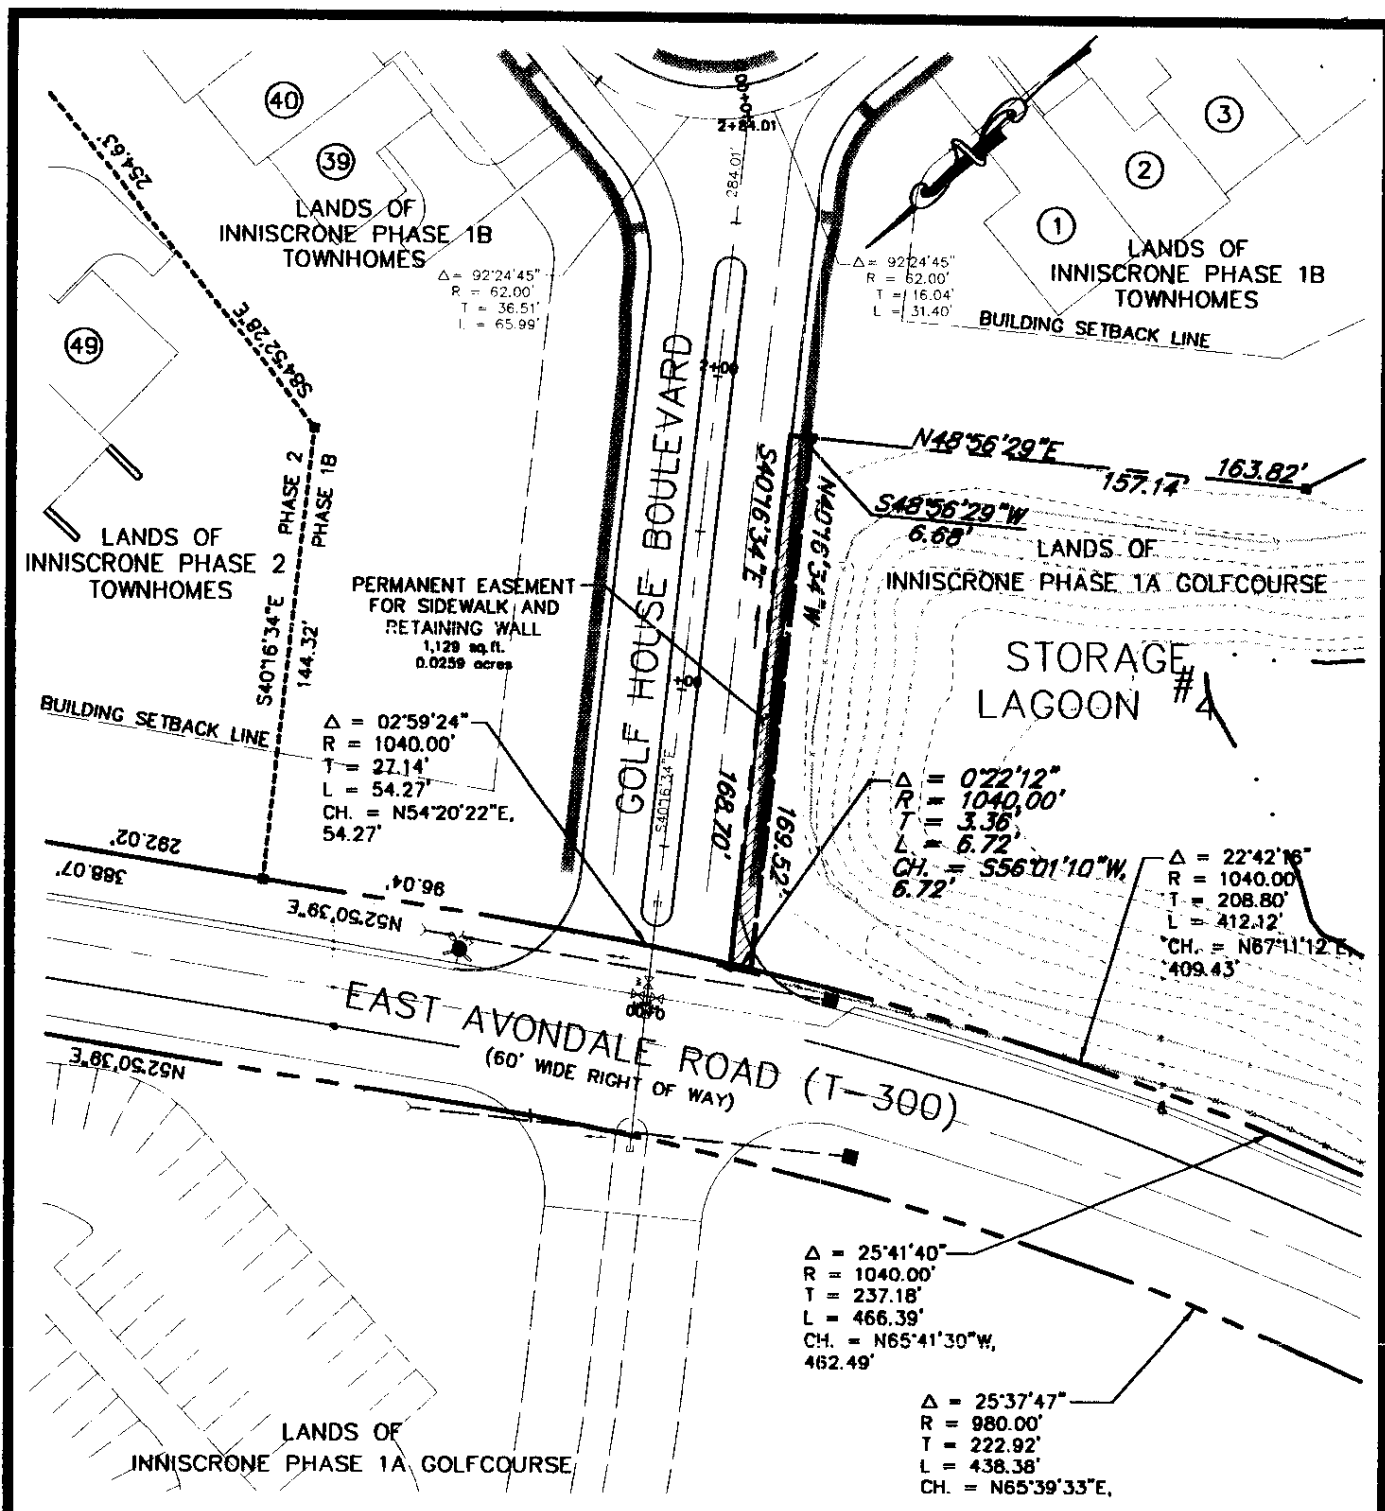 40
39
LANDS OF
INNISCRONE PHASE 1B
TOWNHOMES
254.63'
S84°52'28"E
49
Δ= 92°24'45"
R = 62.00'
T = 36.51'
L = 65.99'
2+84.01
284.01'
Δ= 92°24'45"
R = 62.00'
T = 16.04'
L = 31.40'
3
2
1
LANDS OF
INNISCRONE PHASE 1B
TOWNHOMES
BUILDING SETBACK LINE
GOLF HOUSE BOULEVARD
2+00
1+00
S40°16'34"E
N48°56'29"E
157.14'
163.82'
S48°56'29"W
6.68'
S40°16'34"E
168.70'
N40°16'34"W
169.52'
LANDS OF
INNISCRONE PHASE 1A GOLFCOURSE
STORAGE
LAGOON #4
PHASE 2
PHASE 1B
S40°16'34"E
144.32'
LANDS OF
INNISCRONE PHASE 2
TOWNHOMES
PERMANENT EASEMENT
FOR SIDEWALK AND
RETAINING WALL
1,129 sq.ft.
0.0259 acres
BUILDING SETBACK LINE
Δ = 02°59'24"
R = 1040.00'
T = 27.14'
L = 54.27'
CH. = N54°20'22"E,
54.27'
Δ = 0°22'12"
R = 1040.00'
T = 3.36'
L = 6.72'
CH. = S56°01'10"W,
6.72'
Δ = 22°42'16"
R = 1040.00'
T = 208.80'
L = 412.12'
CH. = N67°11'12"E,
409.43'
292.02'
388.07'
96.04'
N52°50'39"E
0+00
EAST AVONDALE ROAD (T-300)
(60' WIDE RIGHT OF WAY)
N52°50'39"E
Δ = 25°41'40"
R = 1040.00'
T = 237.18'
L = 466.39'
CH. = N65°41'30"W,
462.49'
Δ = 25°37'47"
R = 980.00'
T = 222.92'
L = 438.38'
CH. = N65°39'33"E,
LANDS OF
INNISCRONE PHASE 1A GOLFCOURSE